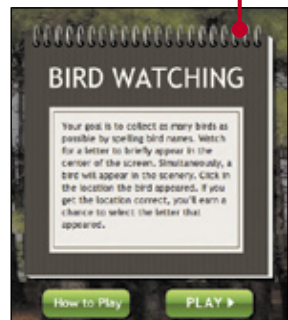 BIRD WATCHING
Your goal is to collect as many birds as
possible by spelling bird names. Watch
for a letter to briefly appear in the
center of the screen. Simultaneously, a
bird will appear in the scenery. Click in
the location the bird appeared. If you
get the location correct, you'll earn a
chance to select the letter that
appeared.
How to Play
PLAY